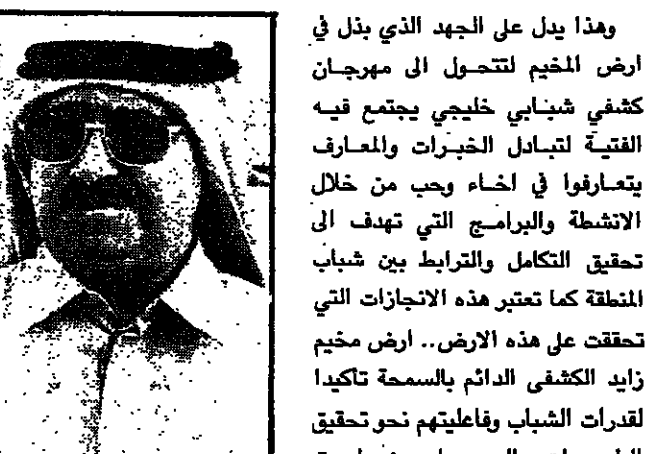 وهذا يدل على الجهد الذي بذل في
ارض المخيم لتتحول الى مهرجان
كشفي شبابي خليجي يجتمع فيه
الفتية لتبادل الخبرات والمعارف
يتعارفوا في اخاء وحب من خلال
الانشطة والبرامج التي تهدف الى
تحقيق التكامل والترابط بين شباب
المنطقة كما تعتبر هذه الانجازات التي
تحققت على هذه الارض.. ارض مخيم
زايد الكشفى الدائم بالسمحة تاكيدا
لقدرات الشباب وفاعليتهم نحو تحقيق